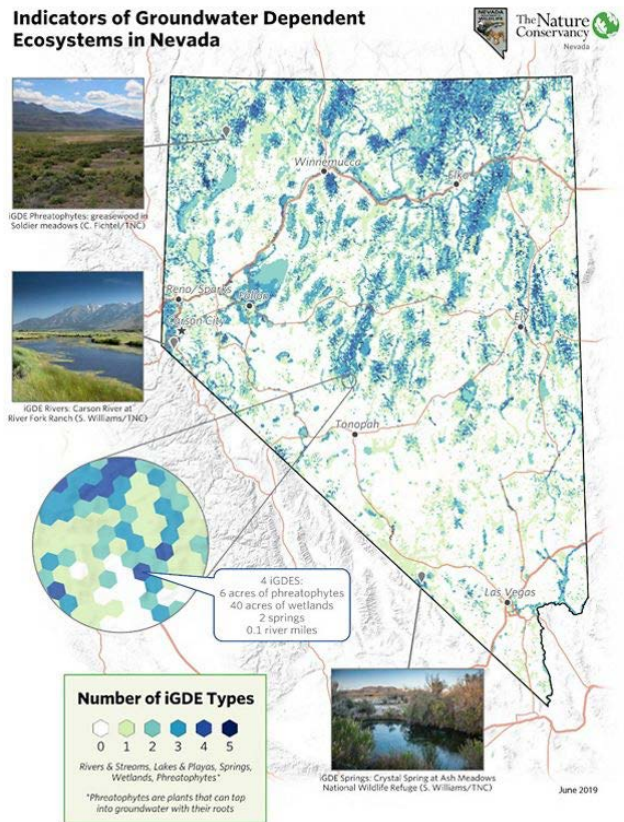 Indicators of Groundwater Dependent
Ecosystems in Nevada
NEVADA
WILDLIFE
The Nature
Conservancy
Nevada
iGDE Phreatophytes: greasewood in
Soldier meadows (C. Fichtel/TNC)
Winnemucca
Elko
Reno/Sparks
Fallon
Carson City
Ely
iGDE Rivers: Carson River at
River Fork Ranch (S. Williams/TNC)
Tonopah
4 iGDES:
6 acres of phreatophytes
40 acres of wetlands
2 springs
0.1 river miles
Las Vegas
Number of iGDE Types
0 1 2 3 4 5
Rivers & Streams, Lakes & Playas, Springs,
Wetlands, Phreatophytes*
*Phreatophytes are plants that can tap
into groundwater with their roots
iGDE Springs: Crystal Spring at Ash Meadows
National Wildlife Refuge (S. Williams/TNC)
June 2019